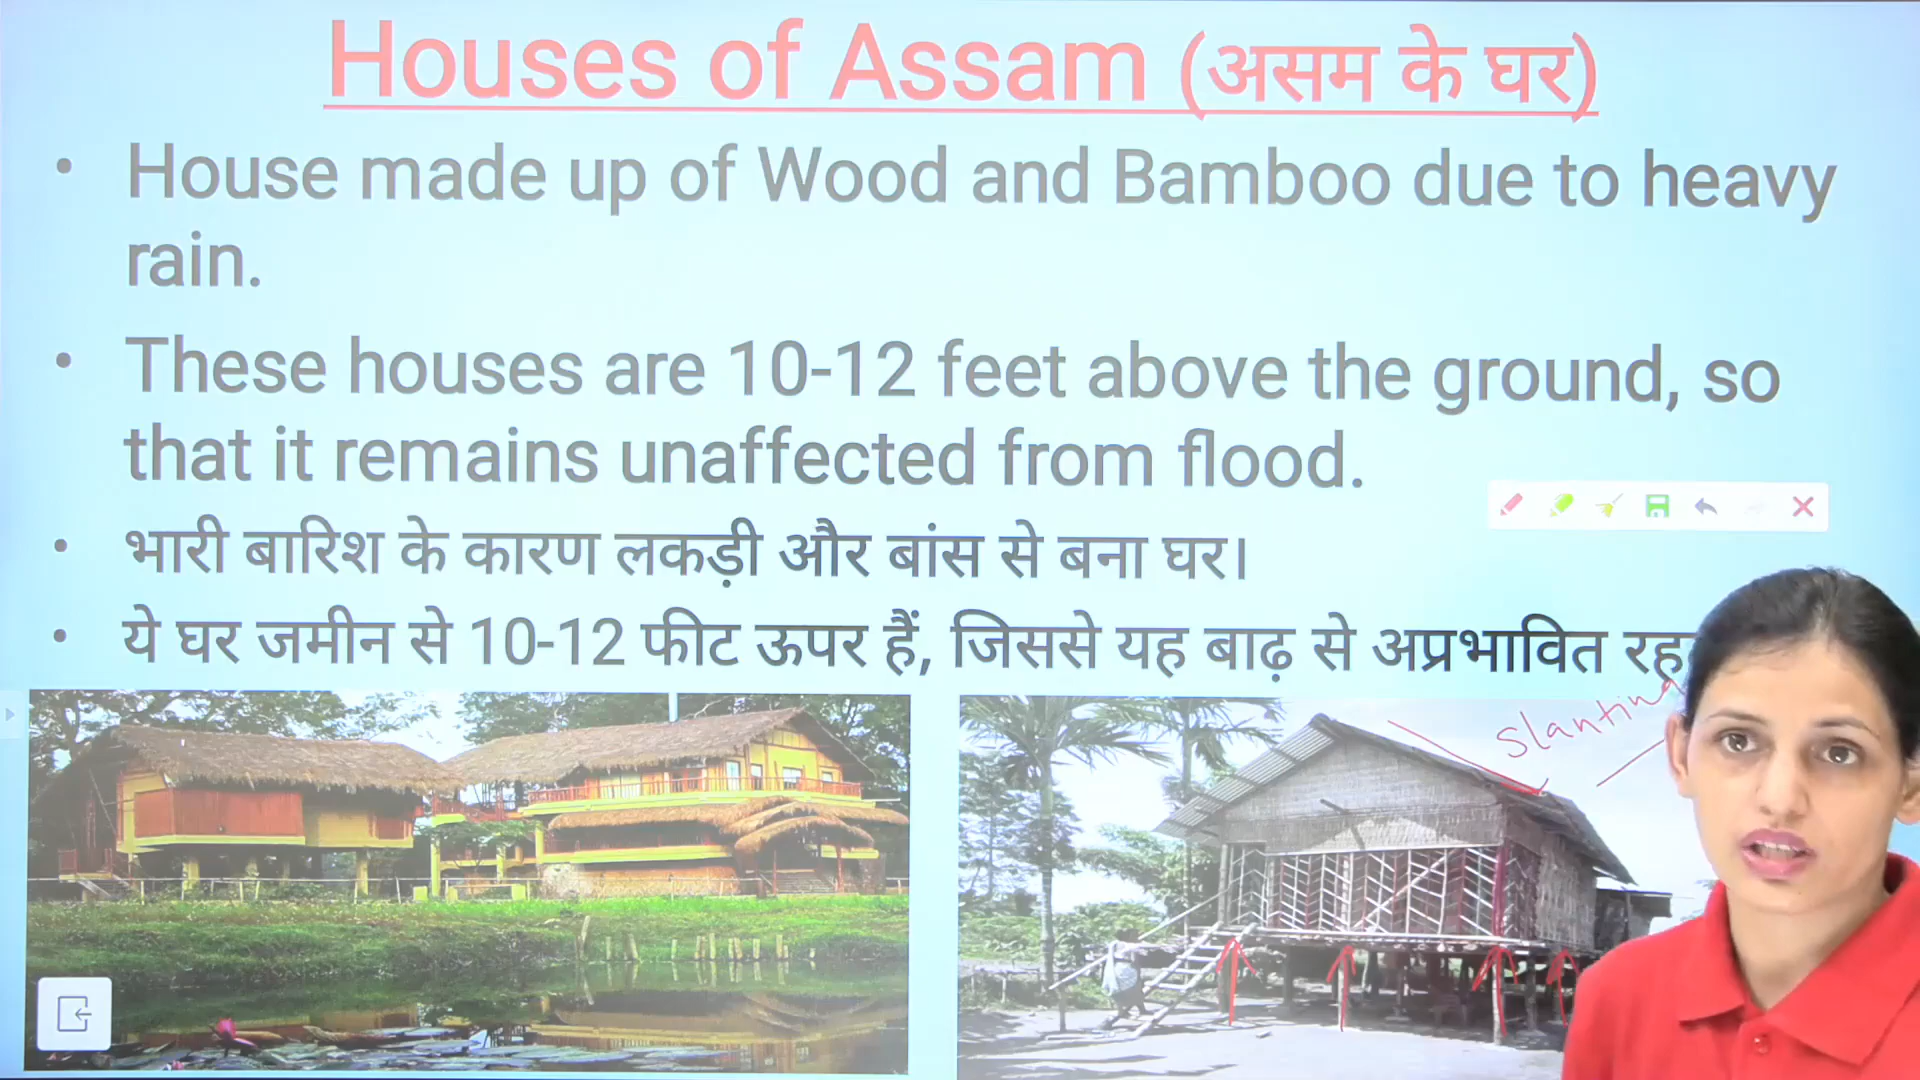 Houses of Assam (असम के घर)
• House made up of Wood and Bamboo due to heavy
rain.
• These houses are 10-12 feet above the ground, so
that it remains unaffected from flood.
• भारी बारिश के कारण लकड़ी और बांस से बना घर।
• ये घर जमीन से 10-12 फीट ऊपर हैं, जिससे यह बाढ़ से अप्रभावित रह
Slanting